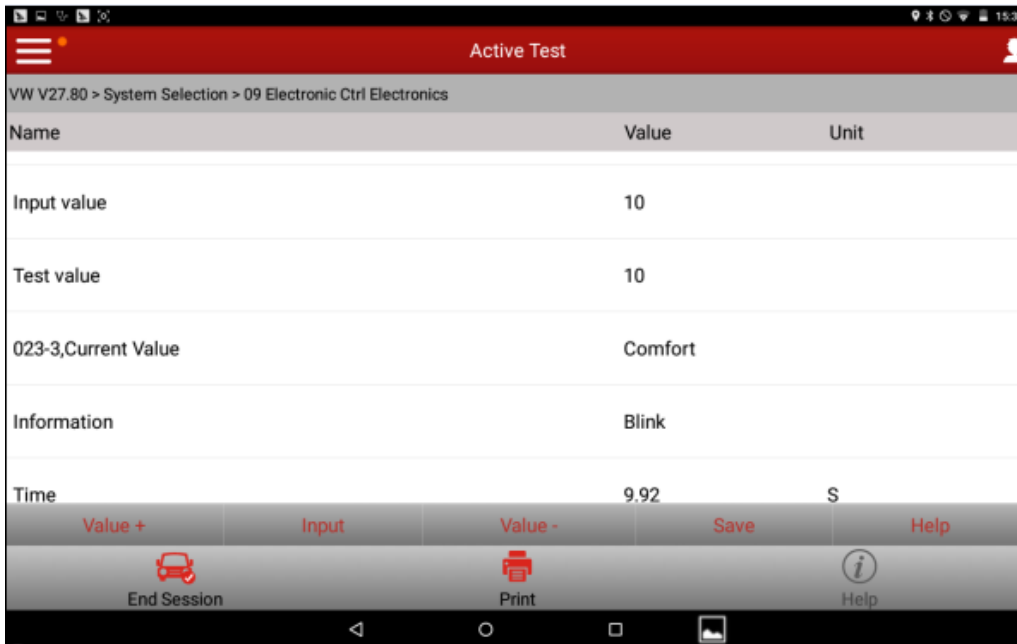 15:3
Active Test
VW V27.80 > System Selection > 09 Electronic Ctrl Electronics
Name Value Unit
Input value 10
Test value 10
023-3,Current Value Comfort
Information Blink
Time 9.92 S
Value + Input Value - Save Help
End Session Print Help